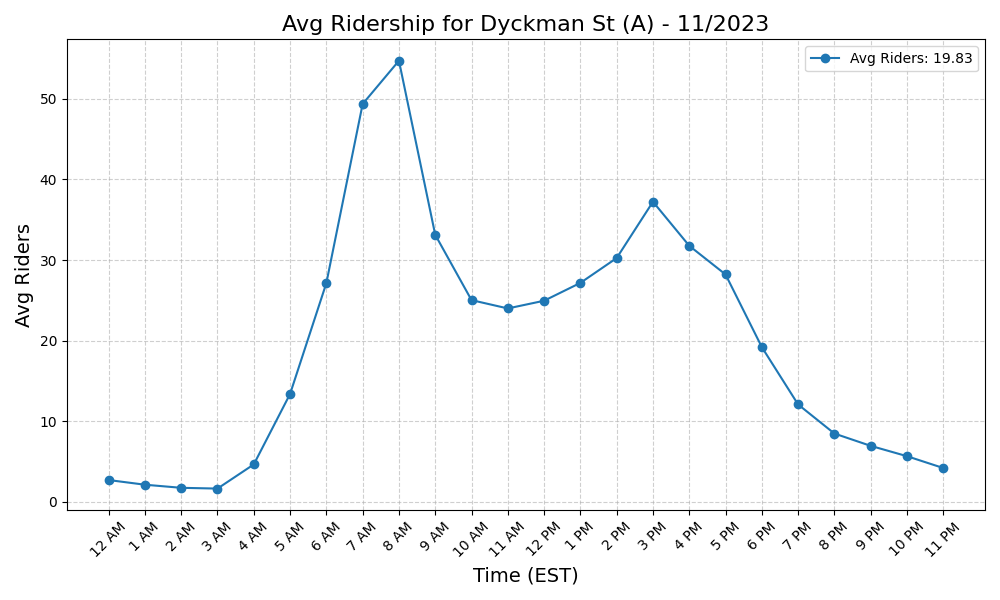 Avg Ridership for Dyckman St (A) - 11/2023
Avg Riders: 19.83
Avg Riders
50
40
30
20
10
0
12 AM
1 AM
2 AM
3 AM
4 AM
5 AM
6 AM
7 AM
8 AM
9 AM
10 AM
11 AM
12 PM
1 PM
2 PM
3 PM
4 PM
5 PM
6 PM
7 PM
8 PM
9 PM
10 PM
11 PM
Time (EST)